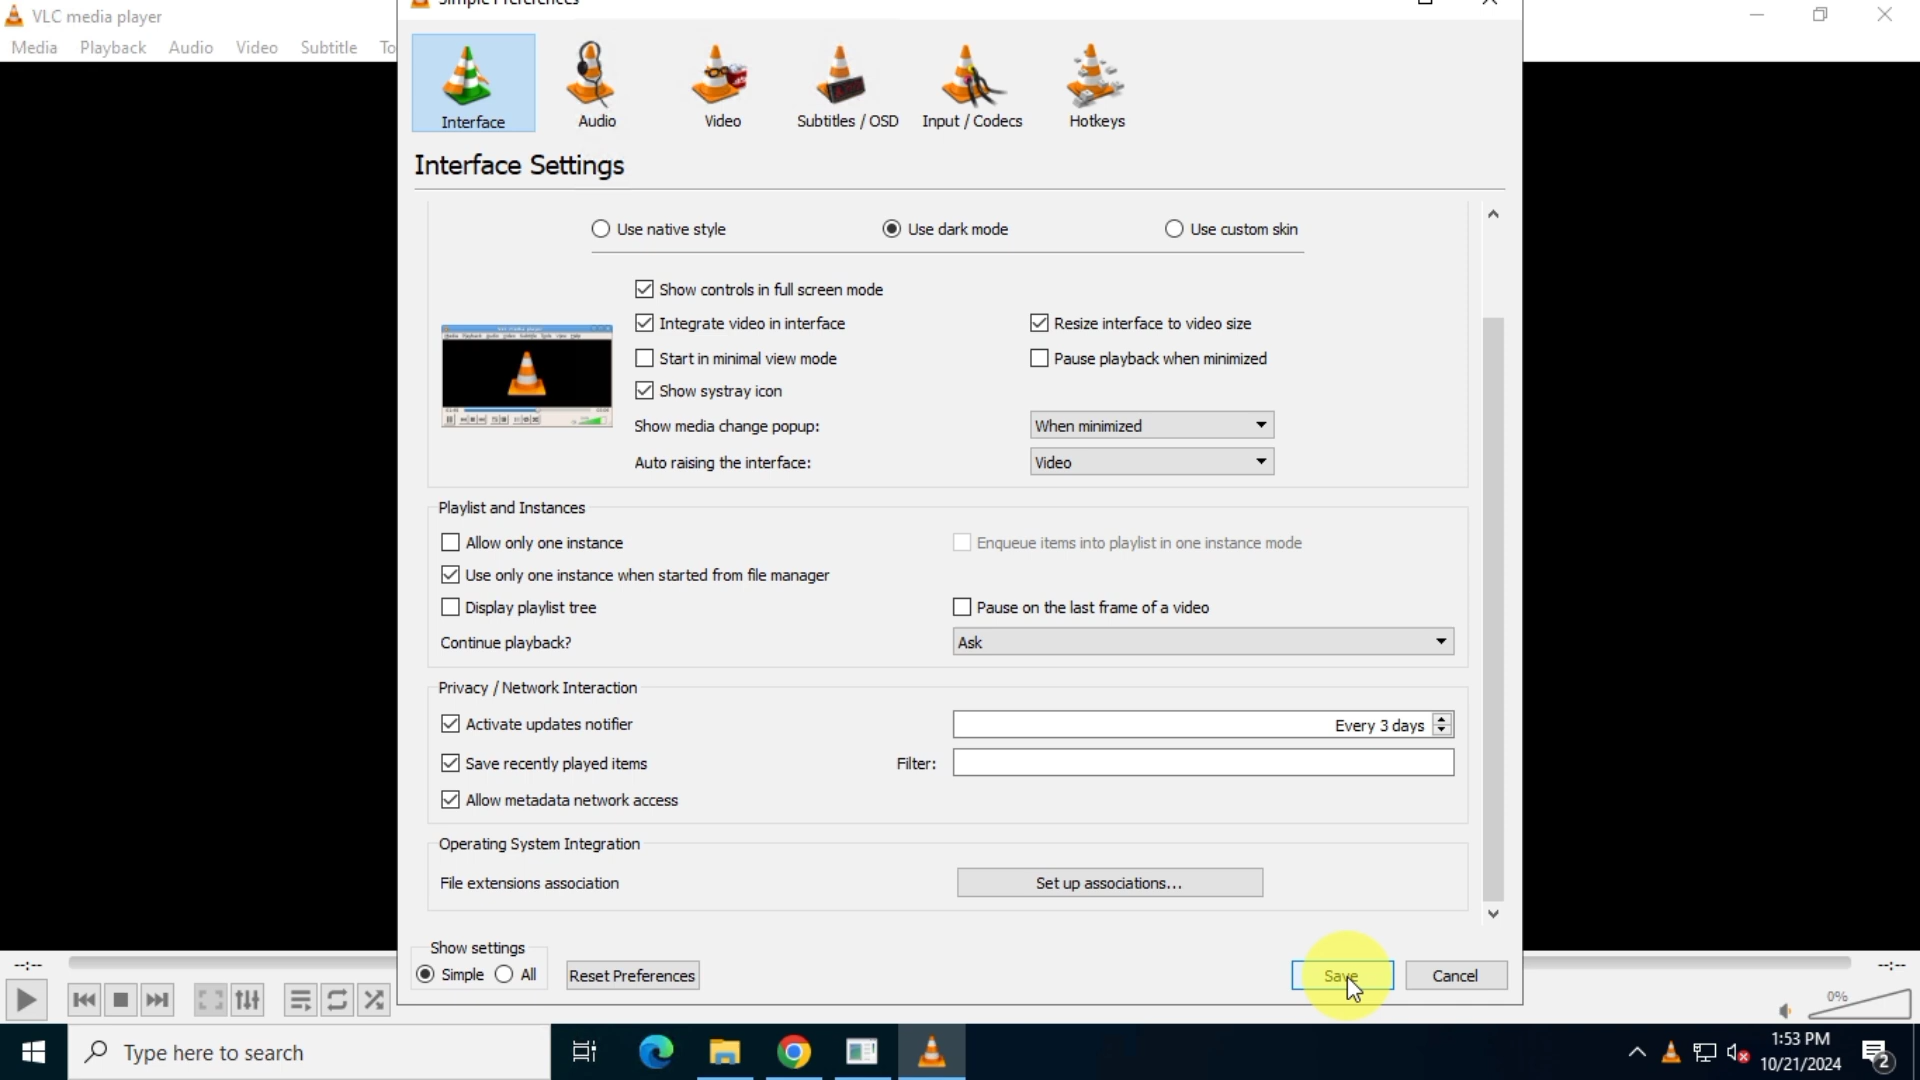 VLC media player
Simple Preferences
Media Playback Audio Video Subtitle To
Interface Audio Video Subtitles / OSD Input / Codecs Hotkeys
Interface Settings
Use native style Use dark mode Use custom skin
Show controls in full screen mode
Integrate video in interface Resize interface to video size
Start in minimal view mode Pause playback when minimized
Show systray icon
Show media change popup: When minimized
Auto raising the interface: Video
Playlist and Instances
Allow only one instance Enqueue items into playlist in one instance mode
Use only one instance when started from file manager
Display playlist tree Pause on the last frame of a video
Continue playback? Ask
Privacy / Network Interaction
Activate updates notifier Every 3 days
Save recently played items Filter:
Allow metadata network access
Operating System Integration
File extensions association Set up associations...
Show settings
Simple All Reset Preferences Save Cancel
--:-- --:--
0%
Type here to search
1:53 PM
10/21/2024
2